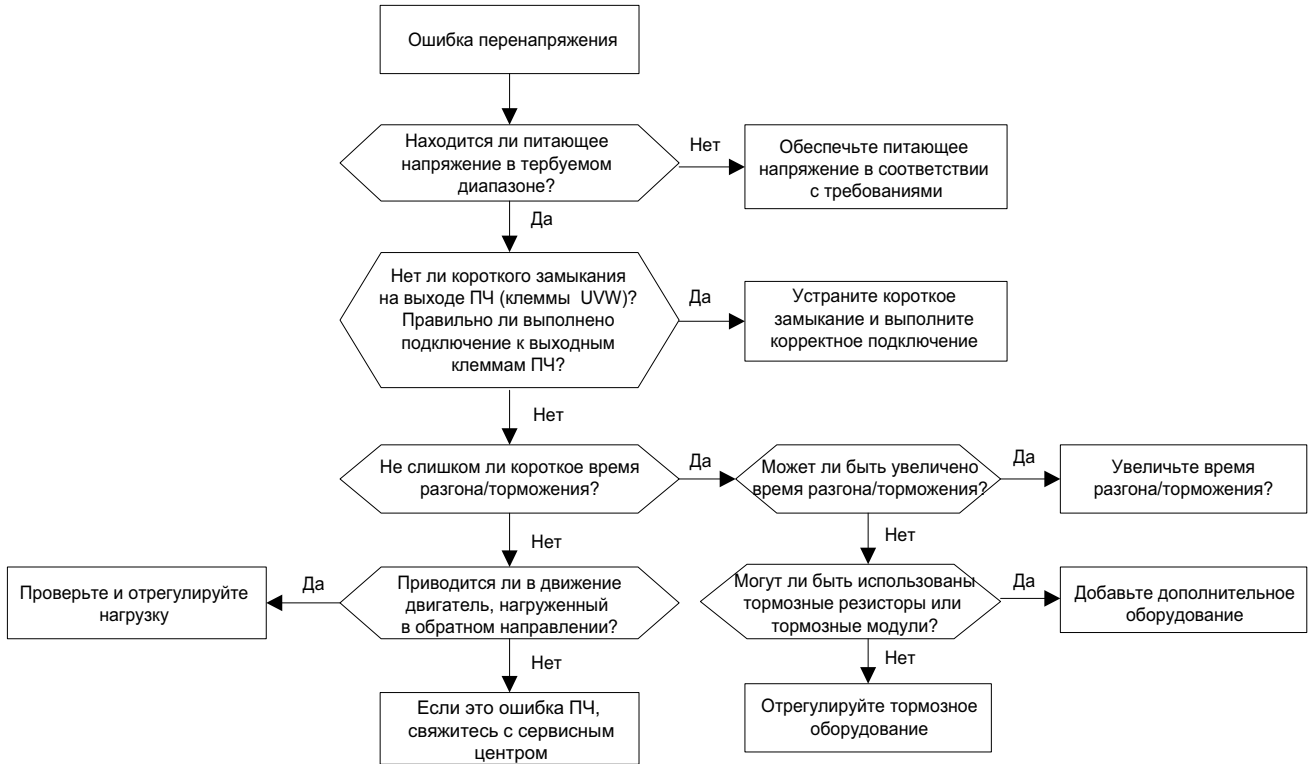 Ошибка перенапряжения
Находится ли питающее
напряжение в тербуемом
диапазоне?
Нет
Обеспечьте питающее
напряжение в соответствии
с требованиями
Да
Нет ли короткого замыкания
на выходе ПЧ (клеммы UVW)?
Правильно ли выполнено
подключение к выходным
клеммам ПЧ?
Да
Устраните короткое
замыкание и выполните
корректное подключение
Нет
Не слишком ли короткое время
разгона/торможения?
Да
Может ли быть увеличено
время разгона/торможения?
Да
Увеличьте время
разгона/торможения?
Нет
Нет
Проверьте и отрегулируйте
нагрузку
Да
Приводится ли в движение
двигатель, нагруженный
в обратном направлении?
Могут ли быть использованы
тормозные резисторы или
тормозные модули?
Да
Добавьте дополнительное
оборудование
Нет
Нет
Если это ошибка ПЧ,
свяжитесь с сервисным
центром
Отрегулируйте тормозное
оборудование